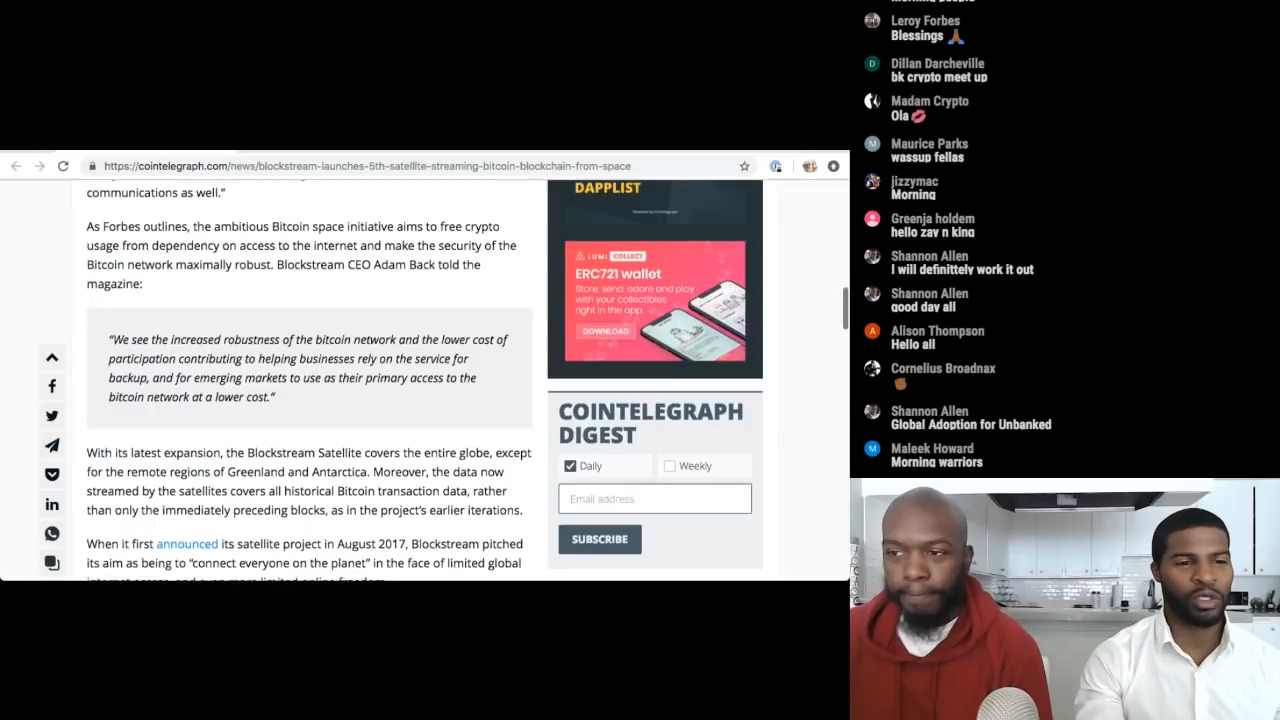 https://cointelegraph.com/news/blockstream-launches-5th-satellite-streaming-bitcoin-blockchain-from-space
communications as well.”
As Forbes outlines, the ambitious Bitcoin space initiative aims to free crypto
usage from dependency on access to the internet and make the security of the
Bitcoin network maximally robust. Blockstream CEO Adam Back told the
magazine:
“We see the increased robustness of the bitcoin network and the lower cost of
participation contributing to helping businesses rely on the service for
backup, and for emerging markets to use as their primary access to the
bitcoin network at a lower cost.”
With its latest expansion, the Blockstream Satellite covers the entire globe, except
for the remote regions of Greenland and Antarctica. Moreover, the data now
streamed by the satellites covers all historical Bitcoin transaction data, rather
than only the immediately preceding blocks, as in the project’s earlier iterations.
When it first announced its satellite project in August 2017, Blockstream pitched
its aim as being to “connect everyone on the planet” in the face of limited global
DAPPLIST
LUMI COLLECT
ERC721 wallet
Store, send, adore and play
with your collectibles
right in the app.
DOWNLOAD
COINTELEGRAPH
DIGEST
Daily
Weekly
Email address
SUBSCRIBE
Leroy Forbes
Blessings
D
Dillan Darcheville
bk crypto meet up
Madam Crypto
Ola
M
Maurice Parks
wassup fellas
jizzymac
Morning
Greenja holdem
hello zay n king
Shannon Allen
I will definittely work it out
Shannon Allen
good day all
A
Alison Thompson
Hello all
Cornelius Broadnax
Shannon Allen
Global Adoption for Unbanked
M
Maleek Howard
Morning warriors